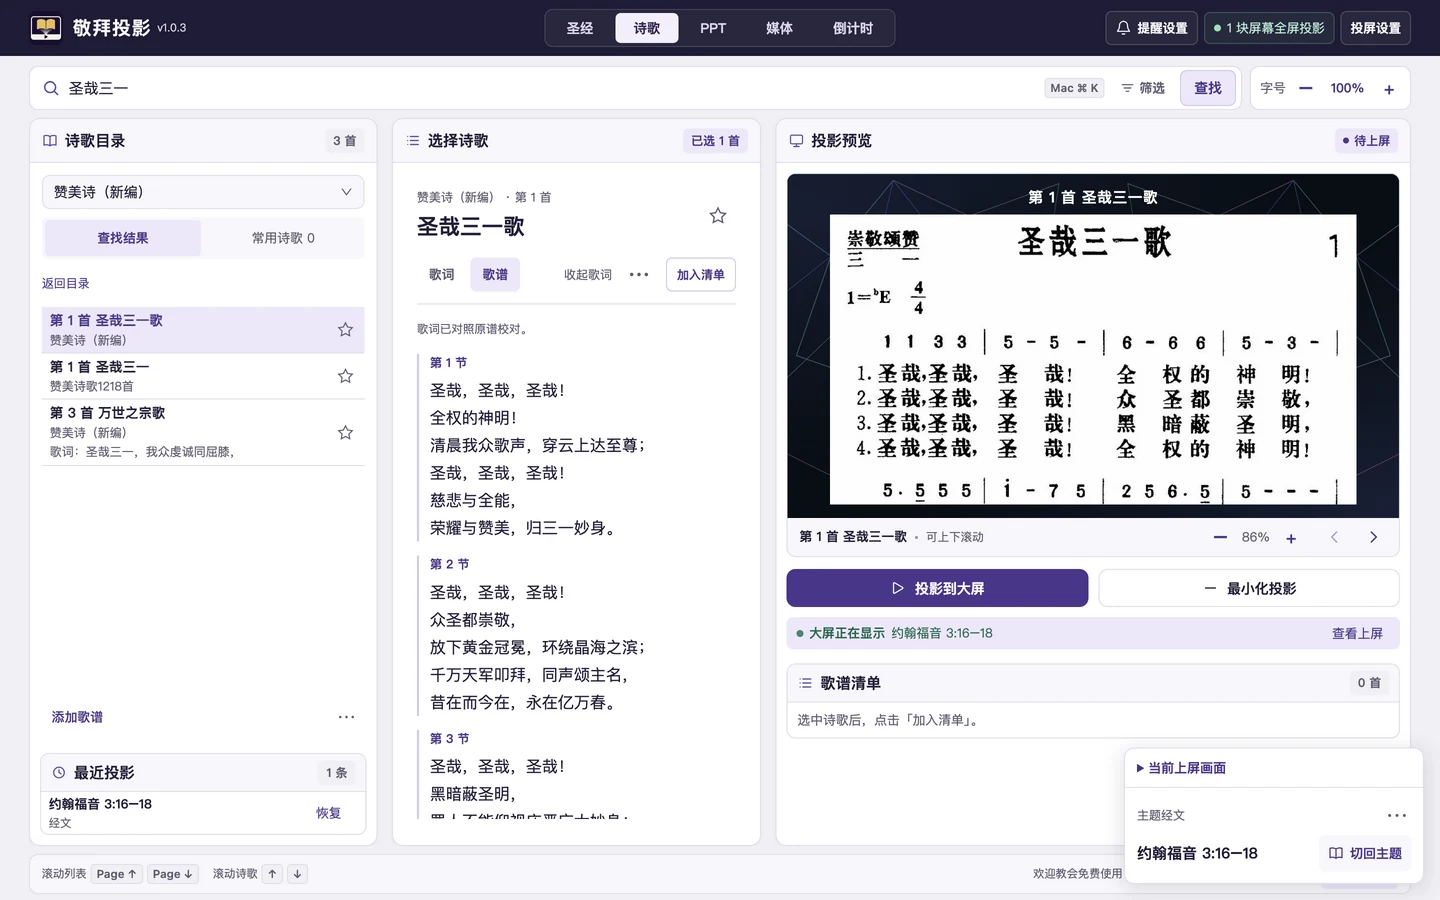 敬拜投影 v1.0.3
圣经 诗歌 PPT 媒体 倒计时
提醒设置 1 块屏幕全屏投影 投屏设置
圣哉三一
Mac ⌘ K 筛选 查找
字号 — 100% +
诗歌目录 3 首
赞美诗（新编）
查找结果 常用诗歌 0
返回目录
第 1 首 圣哉三一歌
赞美诗（新编）
第 1 首 圣哉三一
赞美诗歌1218首
第 3 首 万世之宗歌
赞美诗（新编）
歌词：圣哉三一，我众虔诚同屈膝，
添加歌谱 ···
最近投影 1 条
约翰福音 3:16—18
经文
恢复
选择诗歌 已选 1 首
赞美诗（新编） · 第 1 首
圣哉三一歌
歌词 歌谱 收起歌词 ··· 加入清单
歌词已对照原谱校对。
第 1 节
圣哉，圣哉，圣哉！
全权的神明！
清晨我众歌声，穿云上达至尊；
圣哉，圣哉，圣哉！
慈悲与全能，
荣耀与赞美，归三一妙身。
第 2 节
圣哉，圣哉，圣哉！
众圣都崇敬，
放下黄金冠冕，环绕晶海之滨；
千万天军叩拜，同声颂主名，
昔在而今在，永在亿万春。
第 3 节
圣哉，圣哉，圣哉！
黑暗蔽圣明，
投影预览 待上屏
第 1 首 圣哉三一歌
崇敬颂赞
三 一
圣哉三一歌 1
1=♭E 4/4
1 1 3 3 | 5 - 5 - | 6 - 6 6 | 5 - 3 - |
1. 圣哉,圣哉, 圣 哉! 全 权的 神 明!
2. 圣哉,圣哉, 圣 哉! 众 圣都 崇 敬,
3. 圣哉,圣哉, 圣 哉! 黑 暗蔽 圣 明,
4. 圣哉,圣哉, 圣 哉! 全 权的 神 明!
5. 5 5 5 | i - 7 5 | 2 5 6. 5 | 5 - - - |
第 1 首 圣哉三一歌 · 可上下滚动 — 86% +
投影到大屏 最小化投影
大屏正在显示 约翰福音 3:16—18 查看上屏
歌谱清单 0 首
选中诗歌后，点击「加入清单」。
当前上屏画面
主题经文 ···
约翰福音 3:16—18 切回主题
滚动列表 Page ↑ Page ↓ 滚动诗歌 ↑ ↓
欢迎教会免费使用